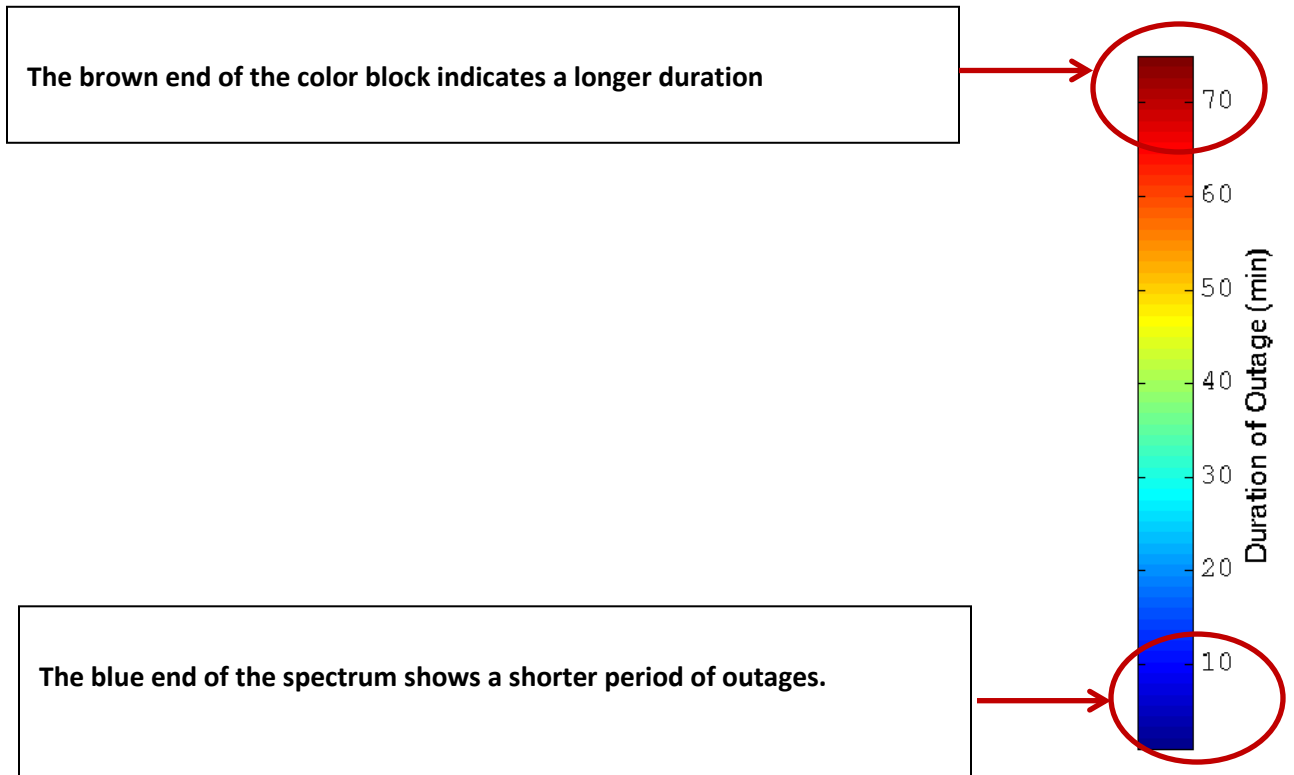 The brown end of the color block indicates a longer duration
70
60
50
40
30
20
10
Duration of Outage (min)
The blue end of the spectrum shows a shorter period of outages.